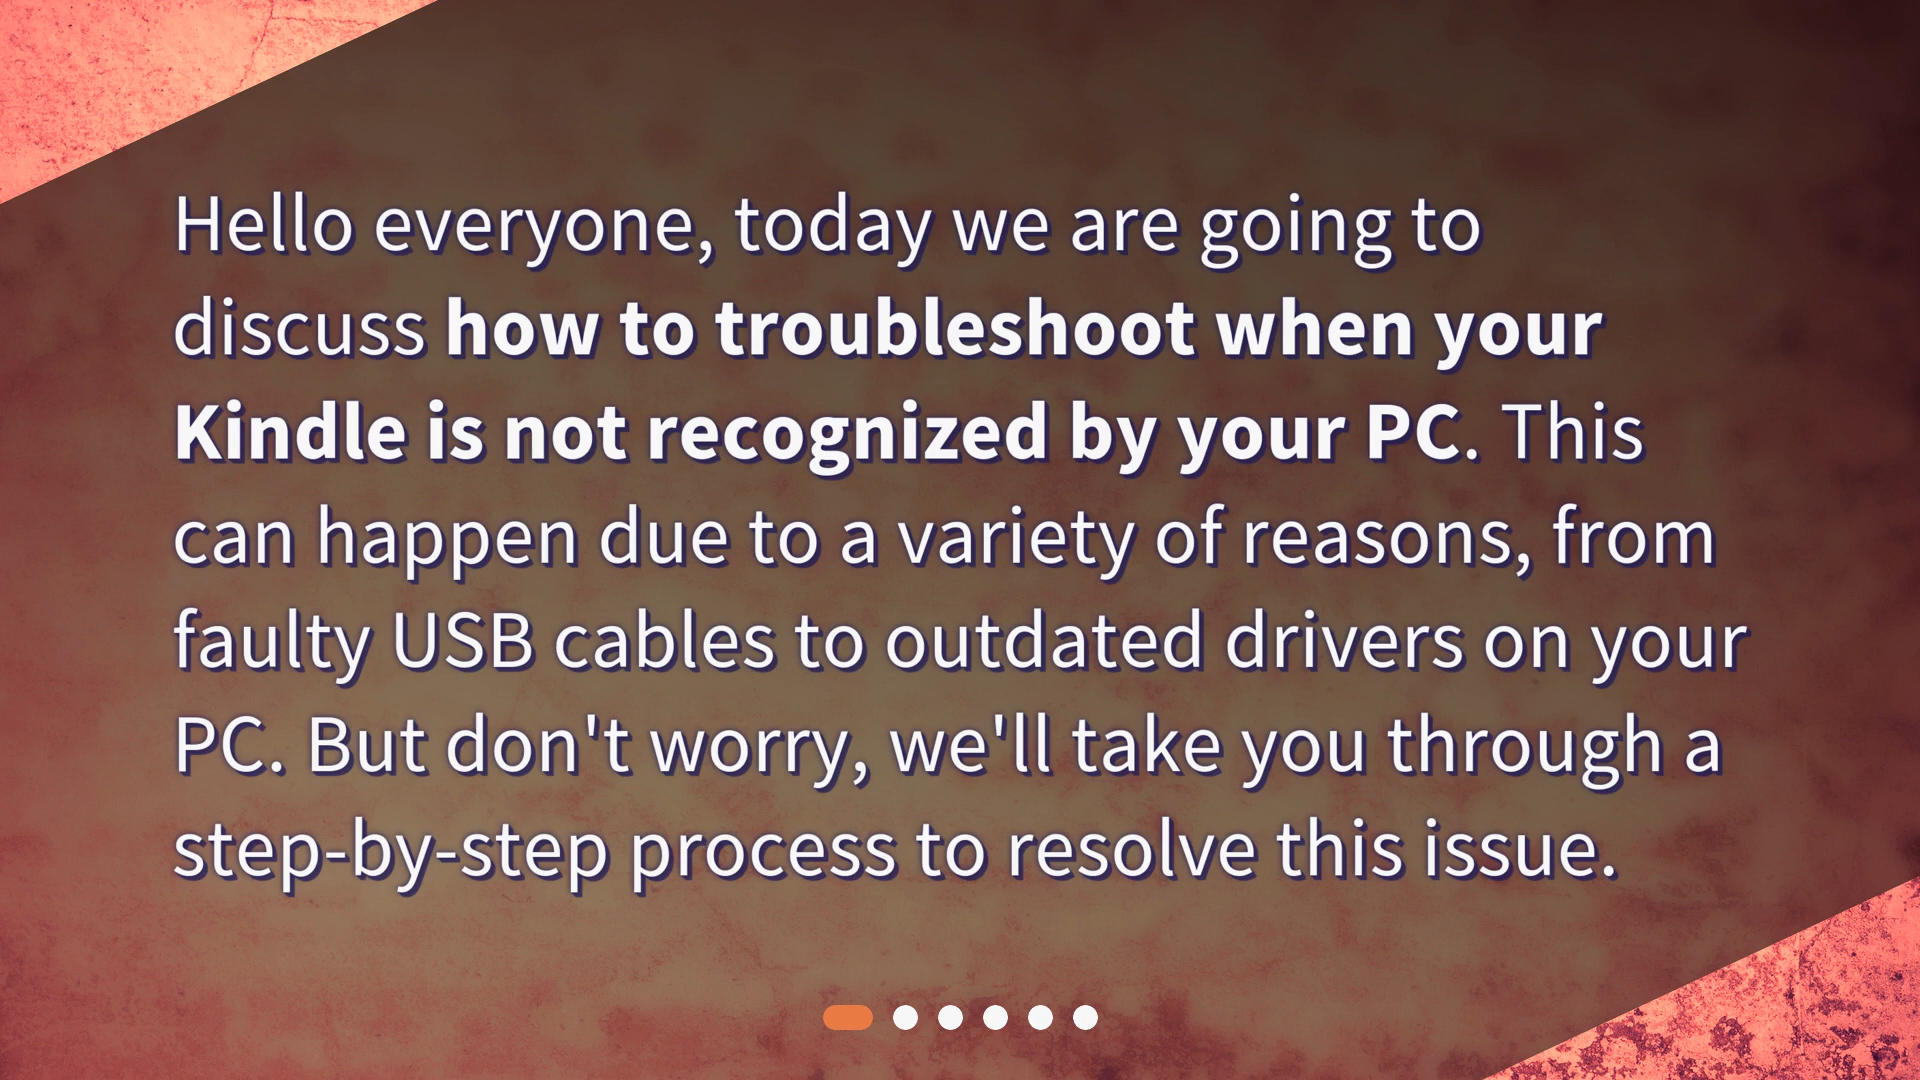 Hello everyone, today we are going to
discuss how to troubleshoot when your
Kindle is not recognized by your PC. This
can happen due to a variety of reasons, from
faulty USB cables to outdated drivers on your
PC. But don't worry, we'll take you through a
step-by-step process to resolve this issue.